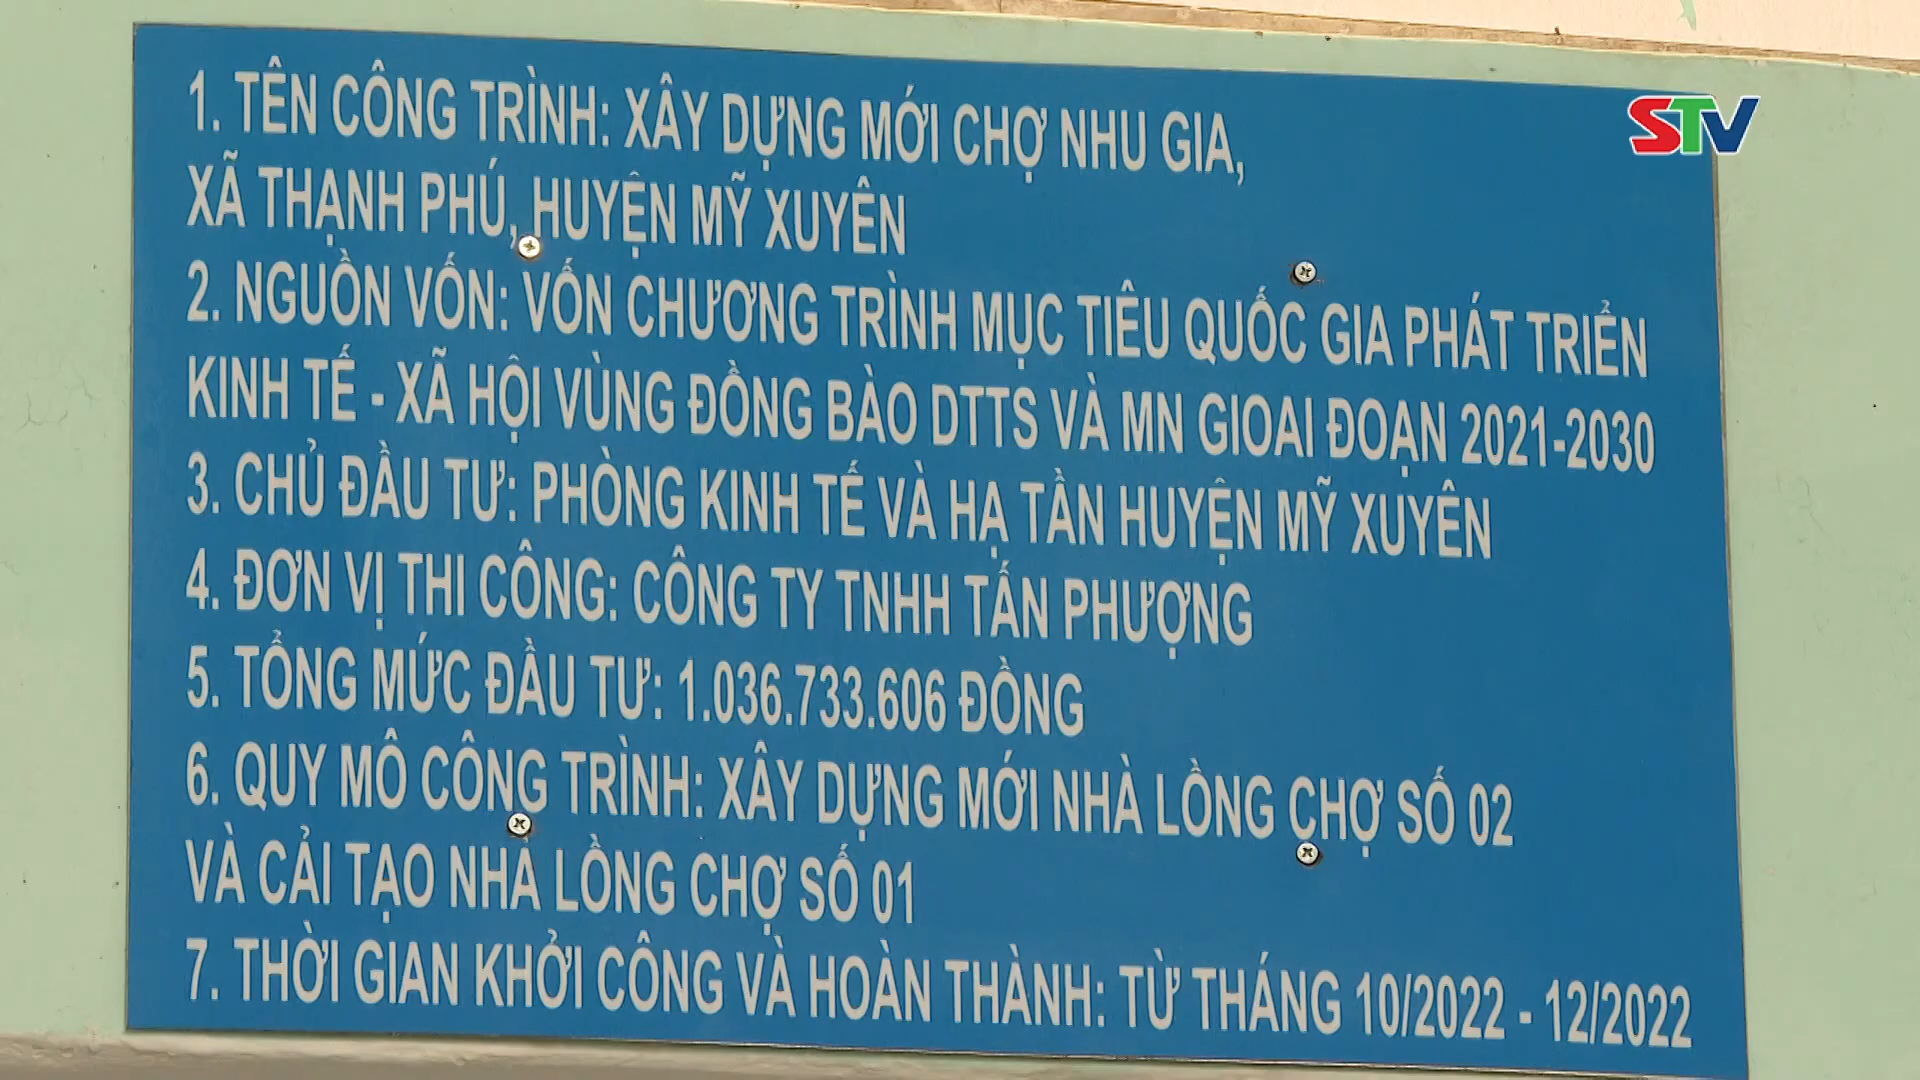 STV
1. TÊN CÔNG TRÌNH: XÂY DỰNG MỚI CHỢ NHU GIA,
XÃ THẠNH PHÚ, HUYỆN MỸ XUYÊN
2. NGUỒN VỐN: VỐN CHƯƠNG TRÌNH MỤC TIÊU QUỐC GIA PHÁT TRIỂN
KINH TẾ - XÃ HỘI VÙNG ĐỒNG BÀO DTTS VÀ MN GIOAI ĐOẠN 2021-2030
3. CHỦ ĐẦU TƯ: PHÒNG KINH TẾ VÀ HẠ TẦN HUYỆN MỸ XUYÊN
4. ĐƠN VỊ THI CÔNG: CÔNG TY TNHH TẤN PHƯỢNG
5. TỔNG MỨC ĐẦU TƯ: 1.036.733.606 ĐỒNG
6. QUY MÔ CÔNG TRÌNH: XÂY DỰNG MỚI NHÀ LỒNG CHỢ SỐ 02
VÀ CẢI TẠO NHÀ LỒNG CHỢ SỐ 01
7. THỜI GIAN KHỞI CÔNG VÀ HOÀN THÀNH: TỪ THÁNG 10/2022 - 12/2022